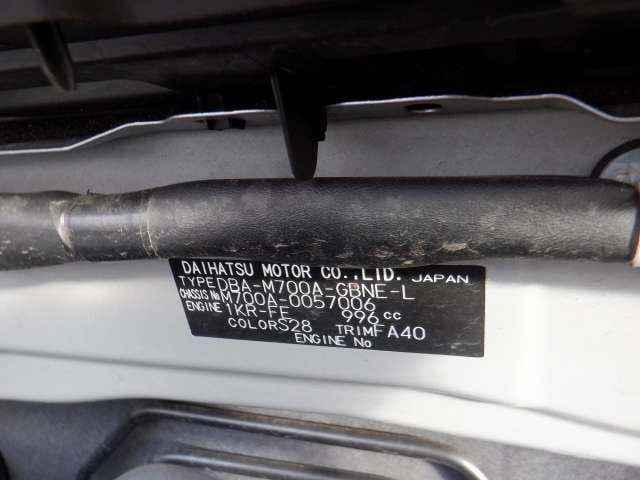 DAIHATSU MOTOR CO.,LTD. JAPAN
TYPE DBA-M700A-GBNE-L
CHASSIS No M700A-0057006
ENGINE 1KR-FE 996 cc
COLOR S28 TRIM FA40
ENGINE No